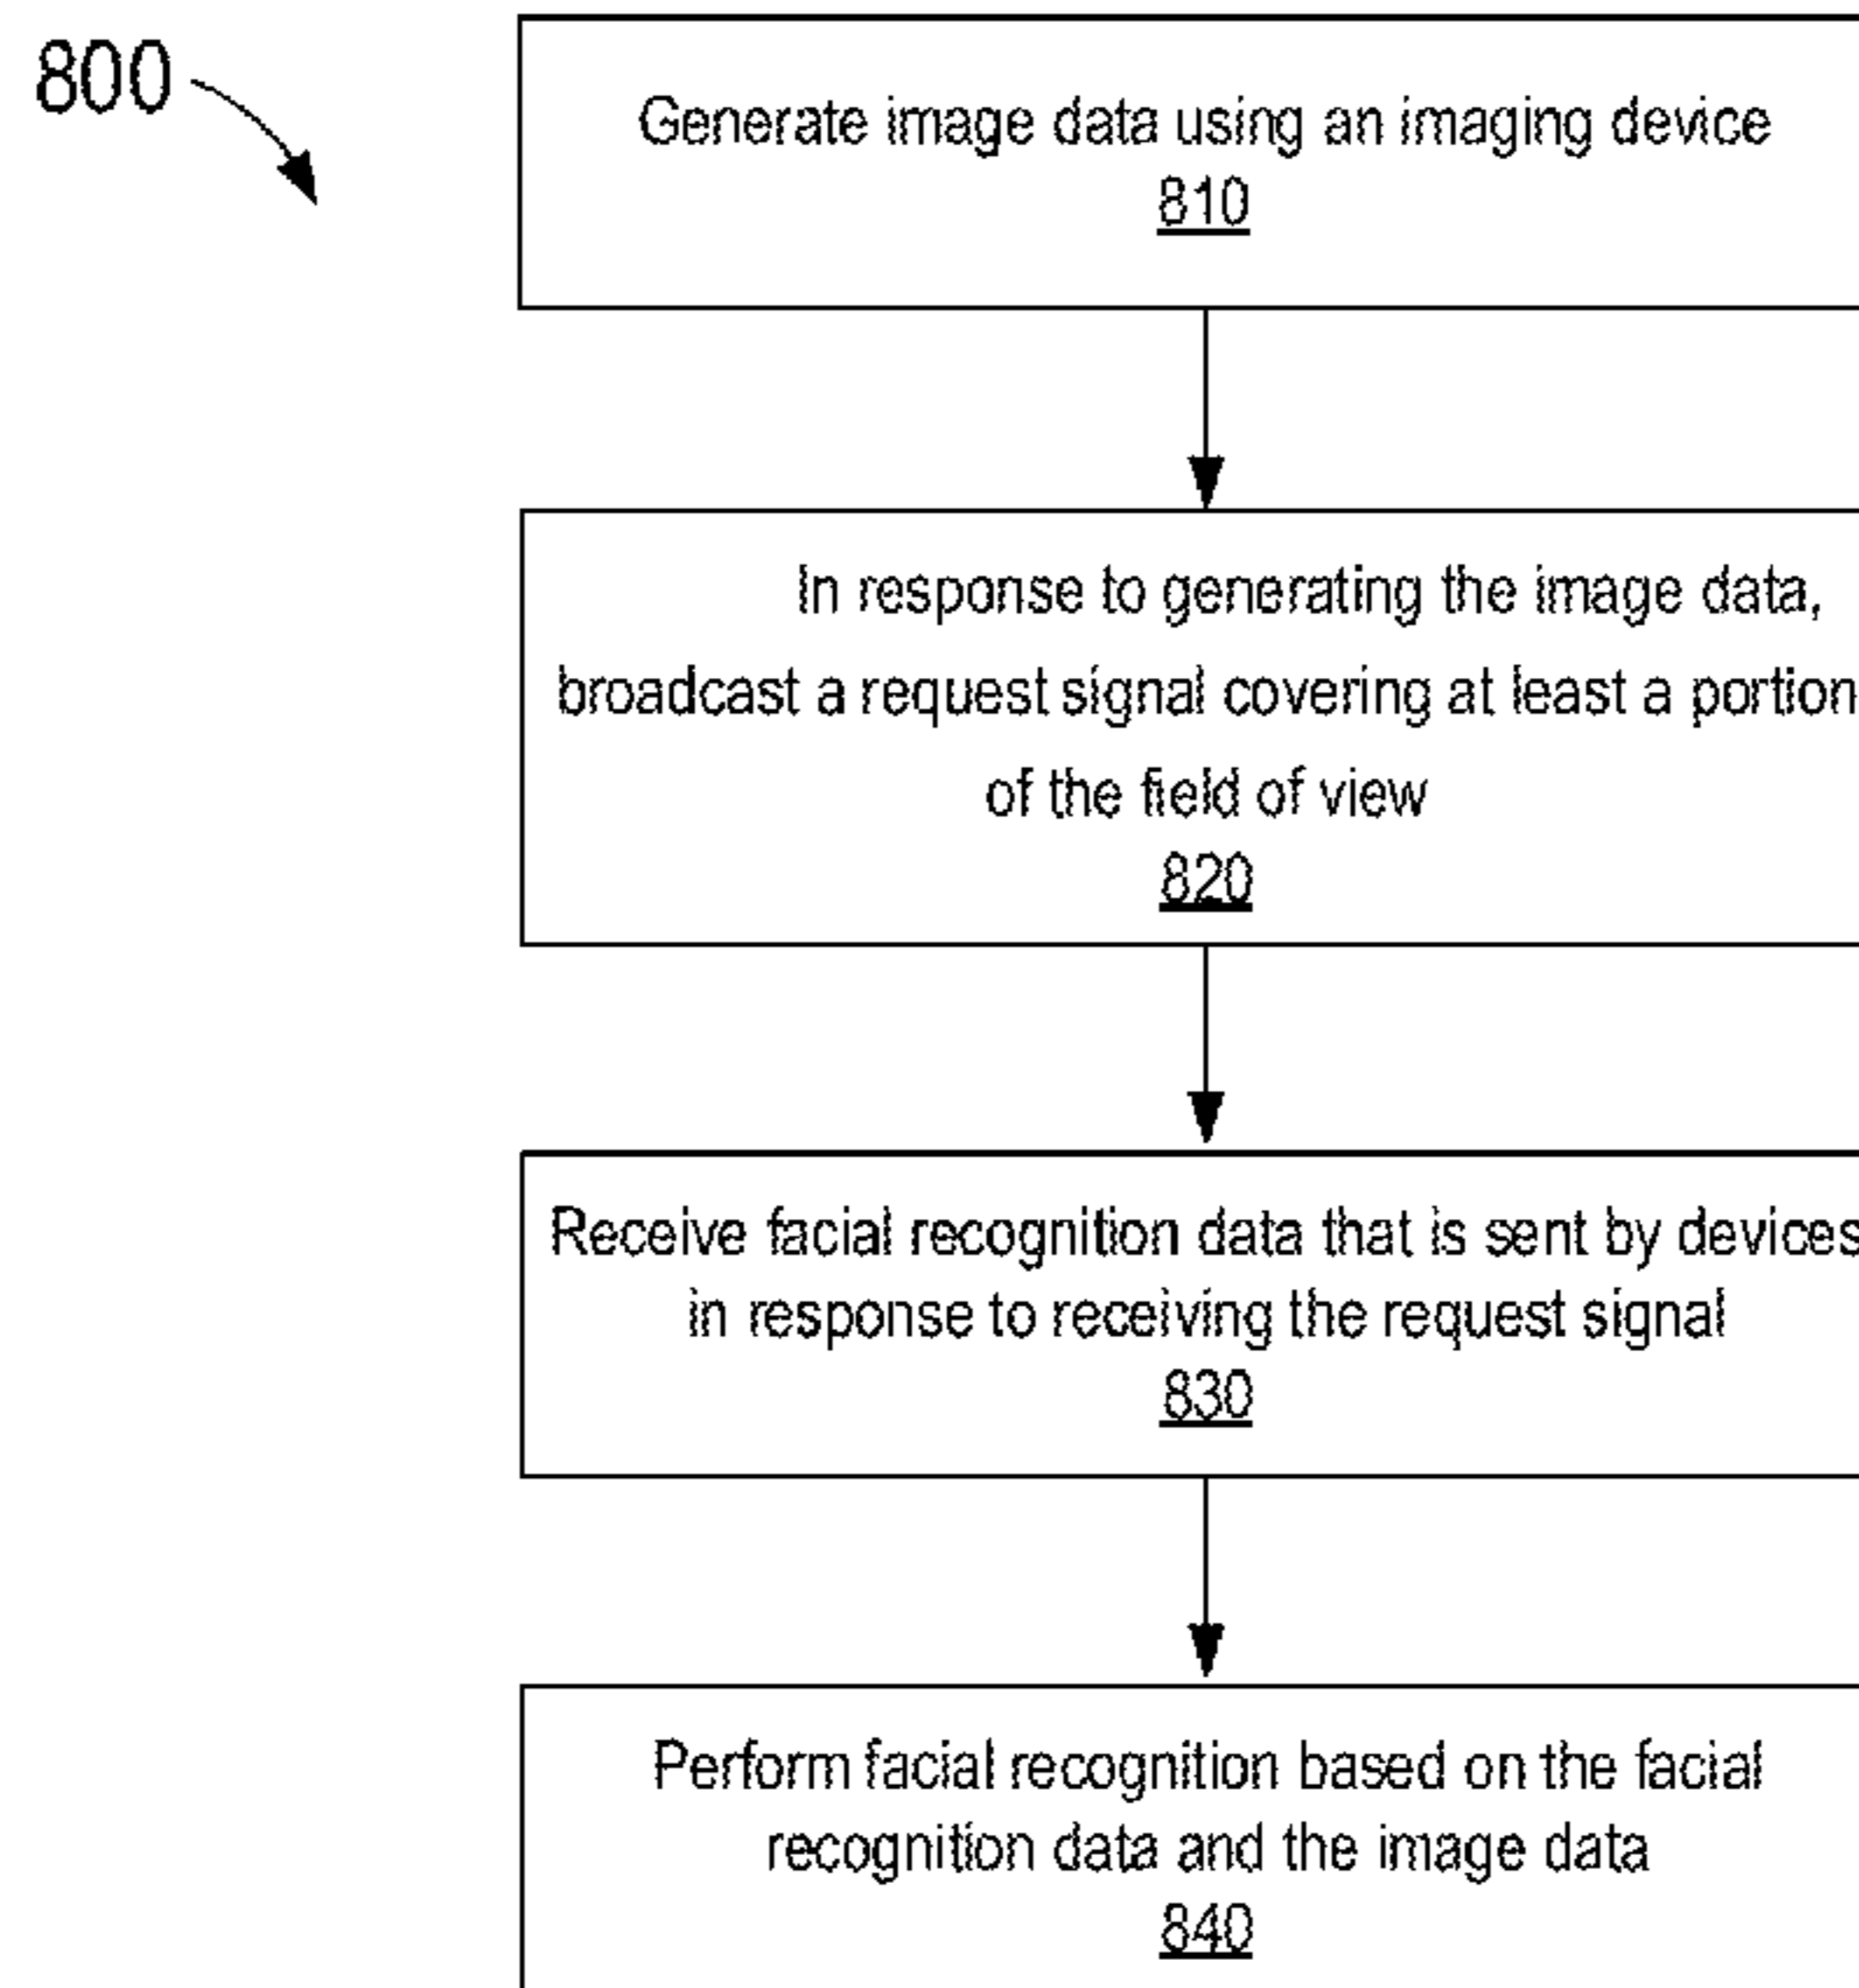 800
Generate image data using an imaging device
810
In response to generating the image data,
broadcast a request signal covering at least a portion
of the field of view
820
Receive facial recognition data that is sent by devices
in response to receiving the request signal
830
Perform facial recognition based on the facial
recognition data and the image data
840